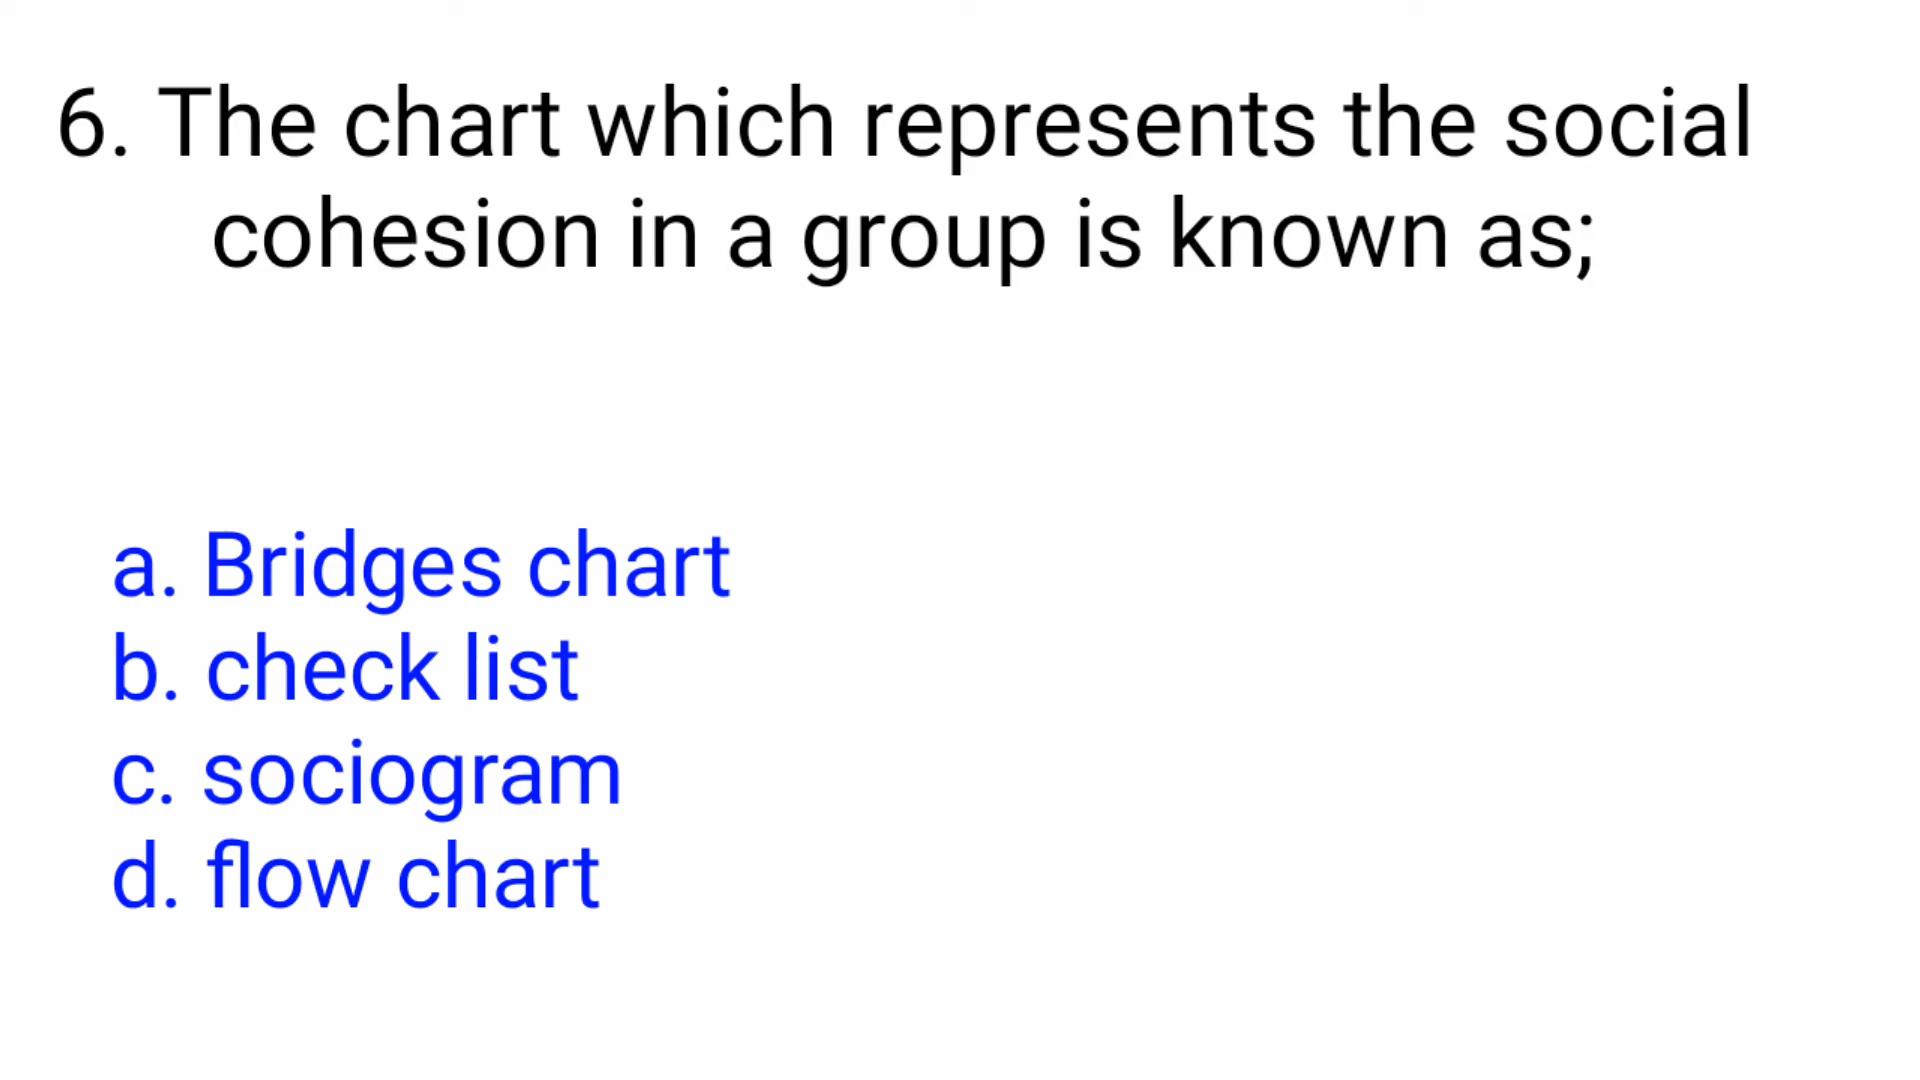 6. The chart which represents the social
cohesion in a group is known as;
a. Bridges chart
b. check list
c. sociogram
d. flow chart